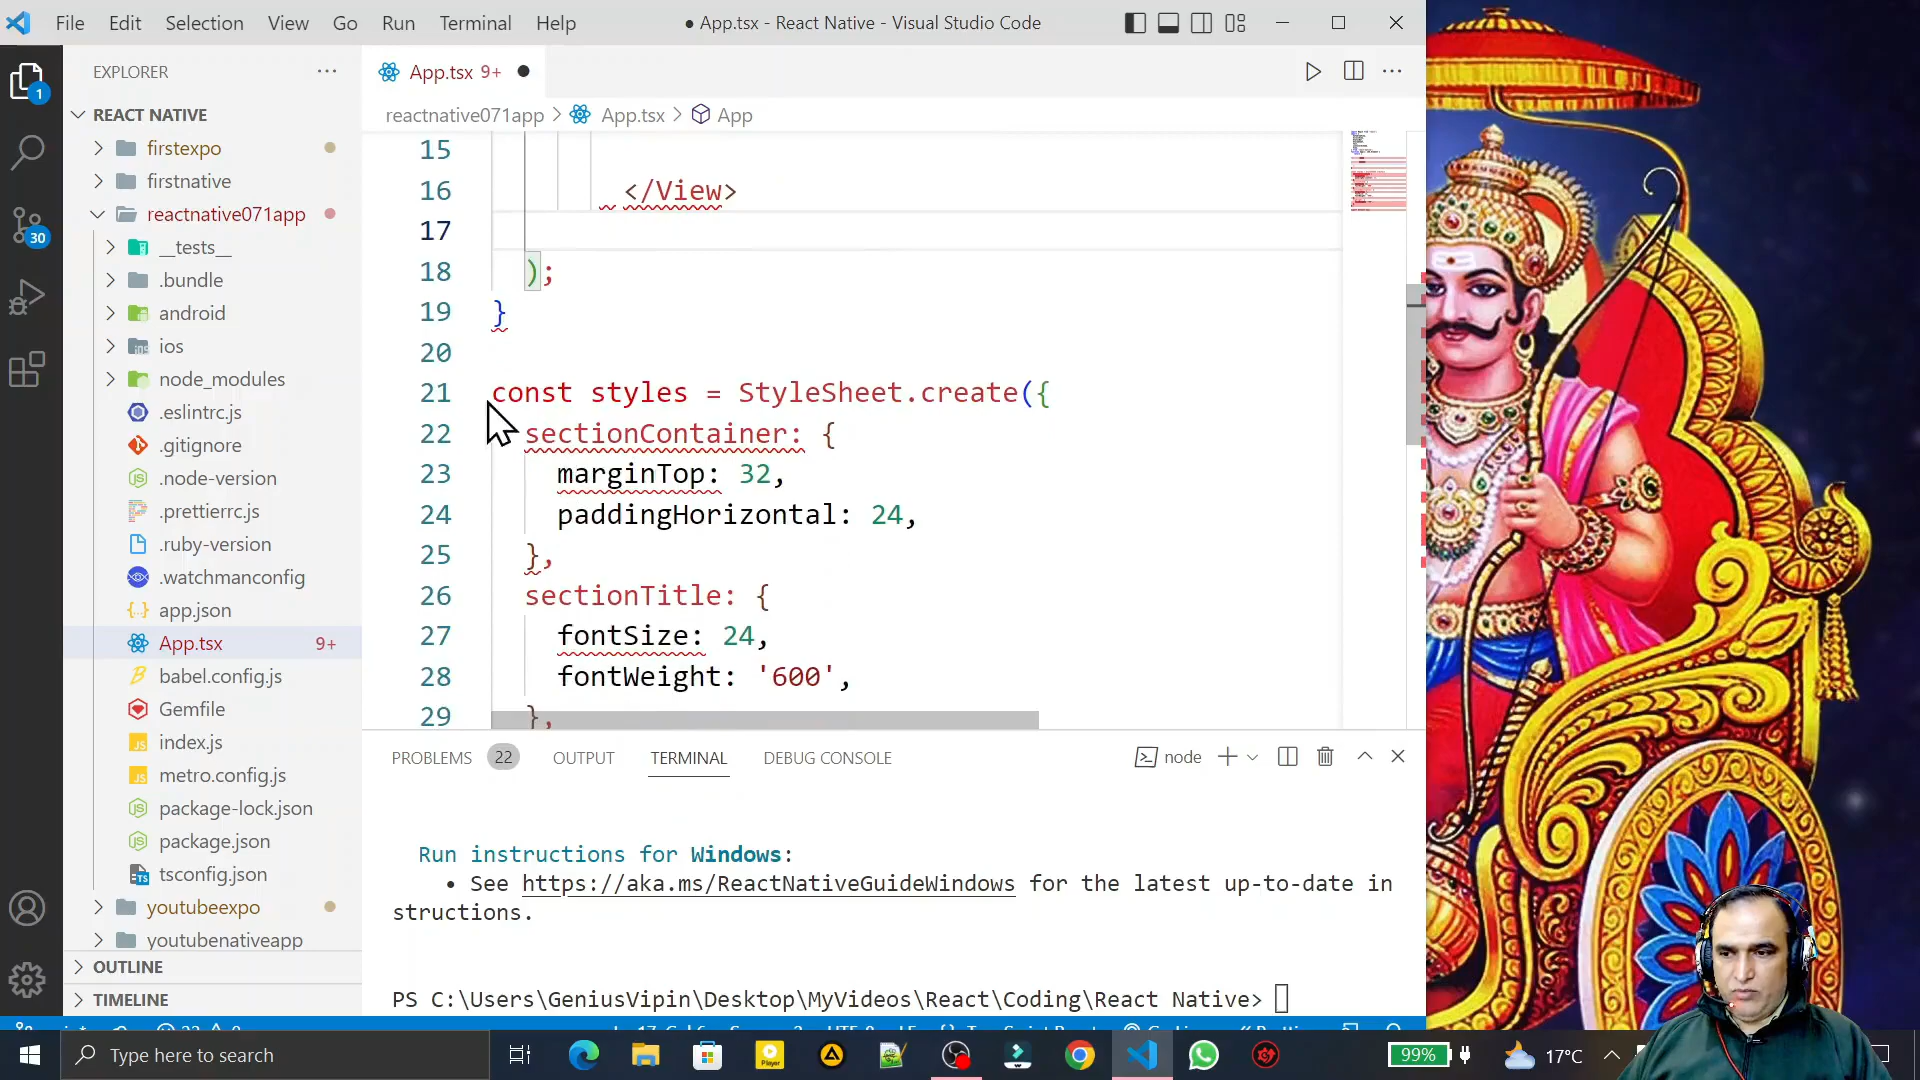 File Edit Selection View Go Run Terminal Help
● App.tsx - React Native - Visual Studio Code
EXPLORER
App.tsx 9+
1
REACT NATIVE
reactnative071app > App.tsx > App
firstexpo
firstnative
reactnative071app
30
__tests__
.bundle
android
ios
node_modules
.eslintrc.js
.gitignore
.node-version
.prettierrc.js
.ruby-version
.watchmanconfig
app.json
App.tsx 9+
babel.config.js
Gemfile
index.js
metro.config.js
package-lock.json
package.json
tsconfig.json
youtubeexpo
youtubenativeapp
OUTLINE
TIMELINE
15
16 </View>
17
18 );
19 }
20
21 const styles = StyleSheet.create({
22 sectionContainer: {
23 marginTop: 32,
24 paddingHorizontal: 24,
25 },
26 sectionTitle: {
27 fontSize: 24,
28 fontWeight: '600',
29 },
PROBLEMS 22 OUTPUT TERMINAL DEBUG CONSOLE
node
Run instructions for Windows:
• See https://aka.ms/ReactNativeGuideWindows for the latest up-to-date in
structions.
PS C:\Users\GeniusVipin\Desktop\MyVideos\React\Coding\React Native>
Type here to search
Player
99%
17°C